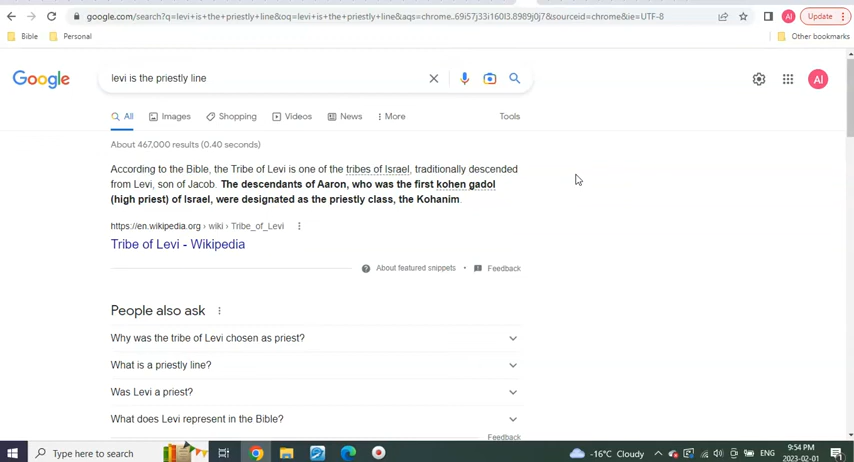 google.com/search?q=levi+is+the+priestly+line&oq=levi+is+the+priestly+line&aqs=chrome..69i57j33i160l3.8989j0j7&sourceid=chrome&ie=UTF-8
AI
Update
Bible
Personal
Other bookmarks
Google
levi is the priestly line
AI
All
Images
Shopping
Videos
News
More
Tools
About 467,000 results (0.40 seconds)
According to the Bible, the Tribe of Levi is one of the tribes of Israel, traditionally descended
from Levi, son of Jacob. The descendants of Aaron, who was the first kohen gadol
(high priest) of Israel, were designated as the priestly class, the Kohanim.
https://en.wikipedia.org › wiki › Tribe_of_Levi
Tribe of Levi - Wikipedia
About featured snippets • Feedback
People also ask
Why was the tribe of Levi chosen as priest?
What is a priestly line?
Was Levi a priest?
What does Levi represent in the Bible?
Feedback
Type here to search
-16°C Cloudy
ENG
9:54 PM
2023-02-01
1